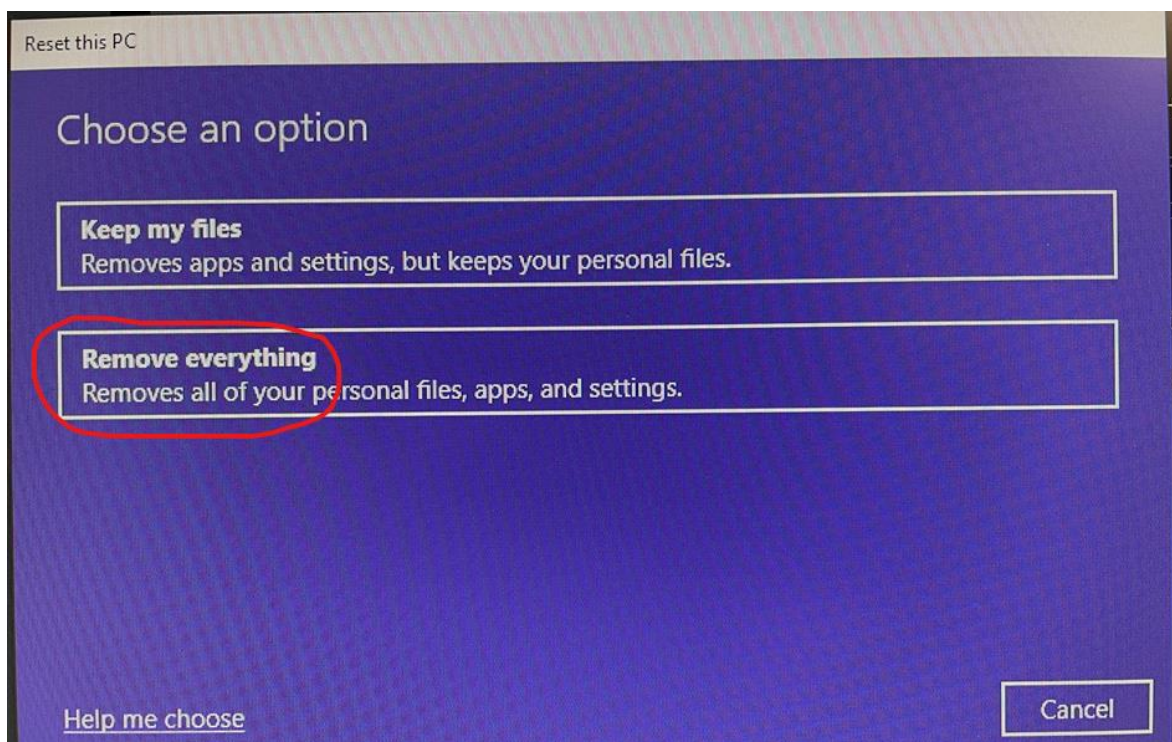 Reset this PC
Choose an option
Keep my files
Removes apps and settings, but keeps your personal files.
Remove everything
Removes all of your personal files, apps, and settings.
Help me choose
Cancel